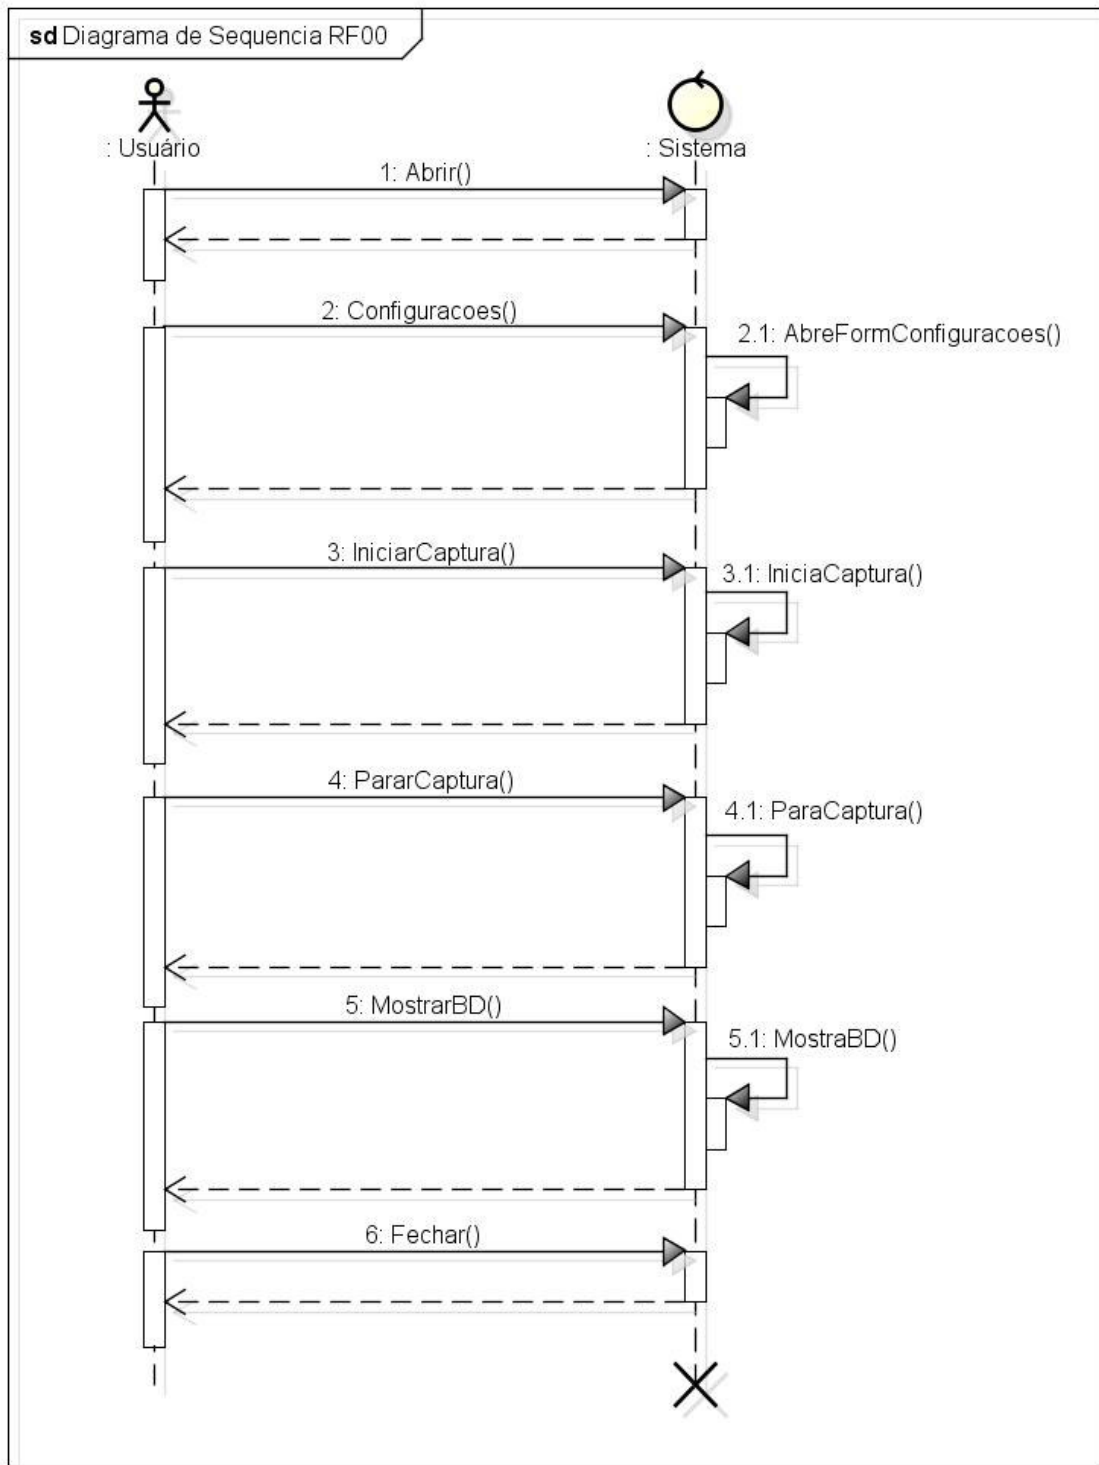 sd Diagrama de Sequencia RF00
: Usuário
: Sistema
1: Abrir()
2: Configuracoes()
2.1: AbreFormConfiguracoes()
3: IniciarCaptura()
3.1: IniciaCaptura()
4: PararCaptura()
4.1: ParaCaptura()
5: MostrarBD()
5.1: MostraBD()
6: Fechar()